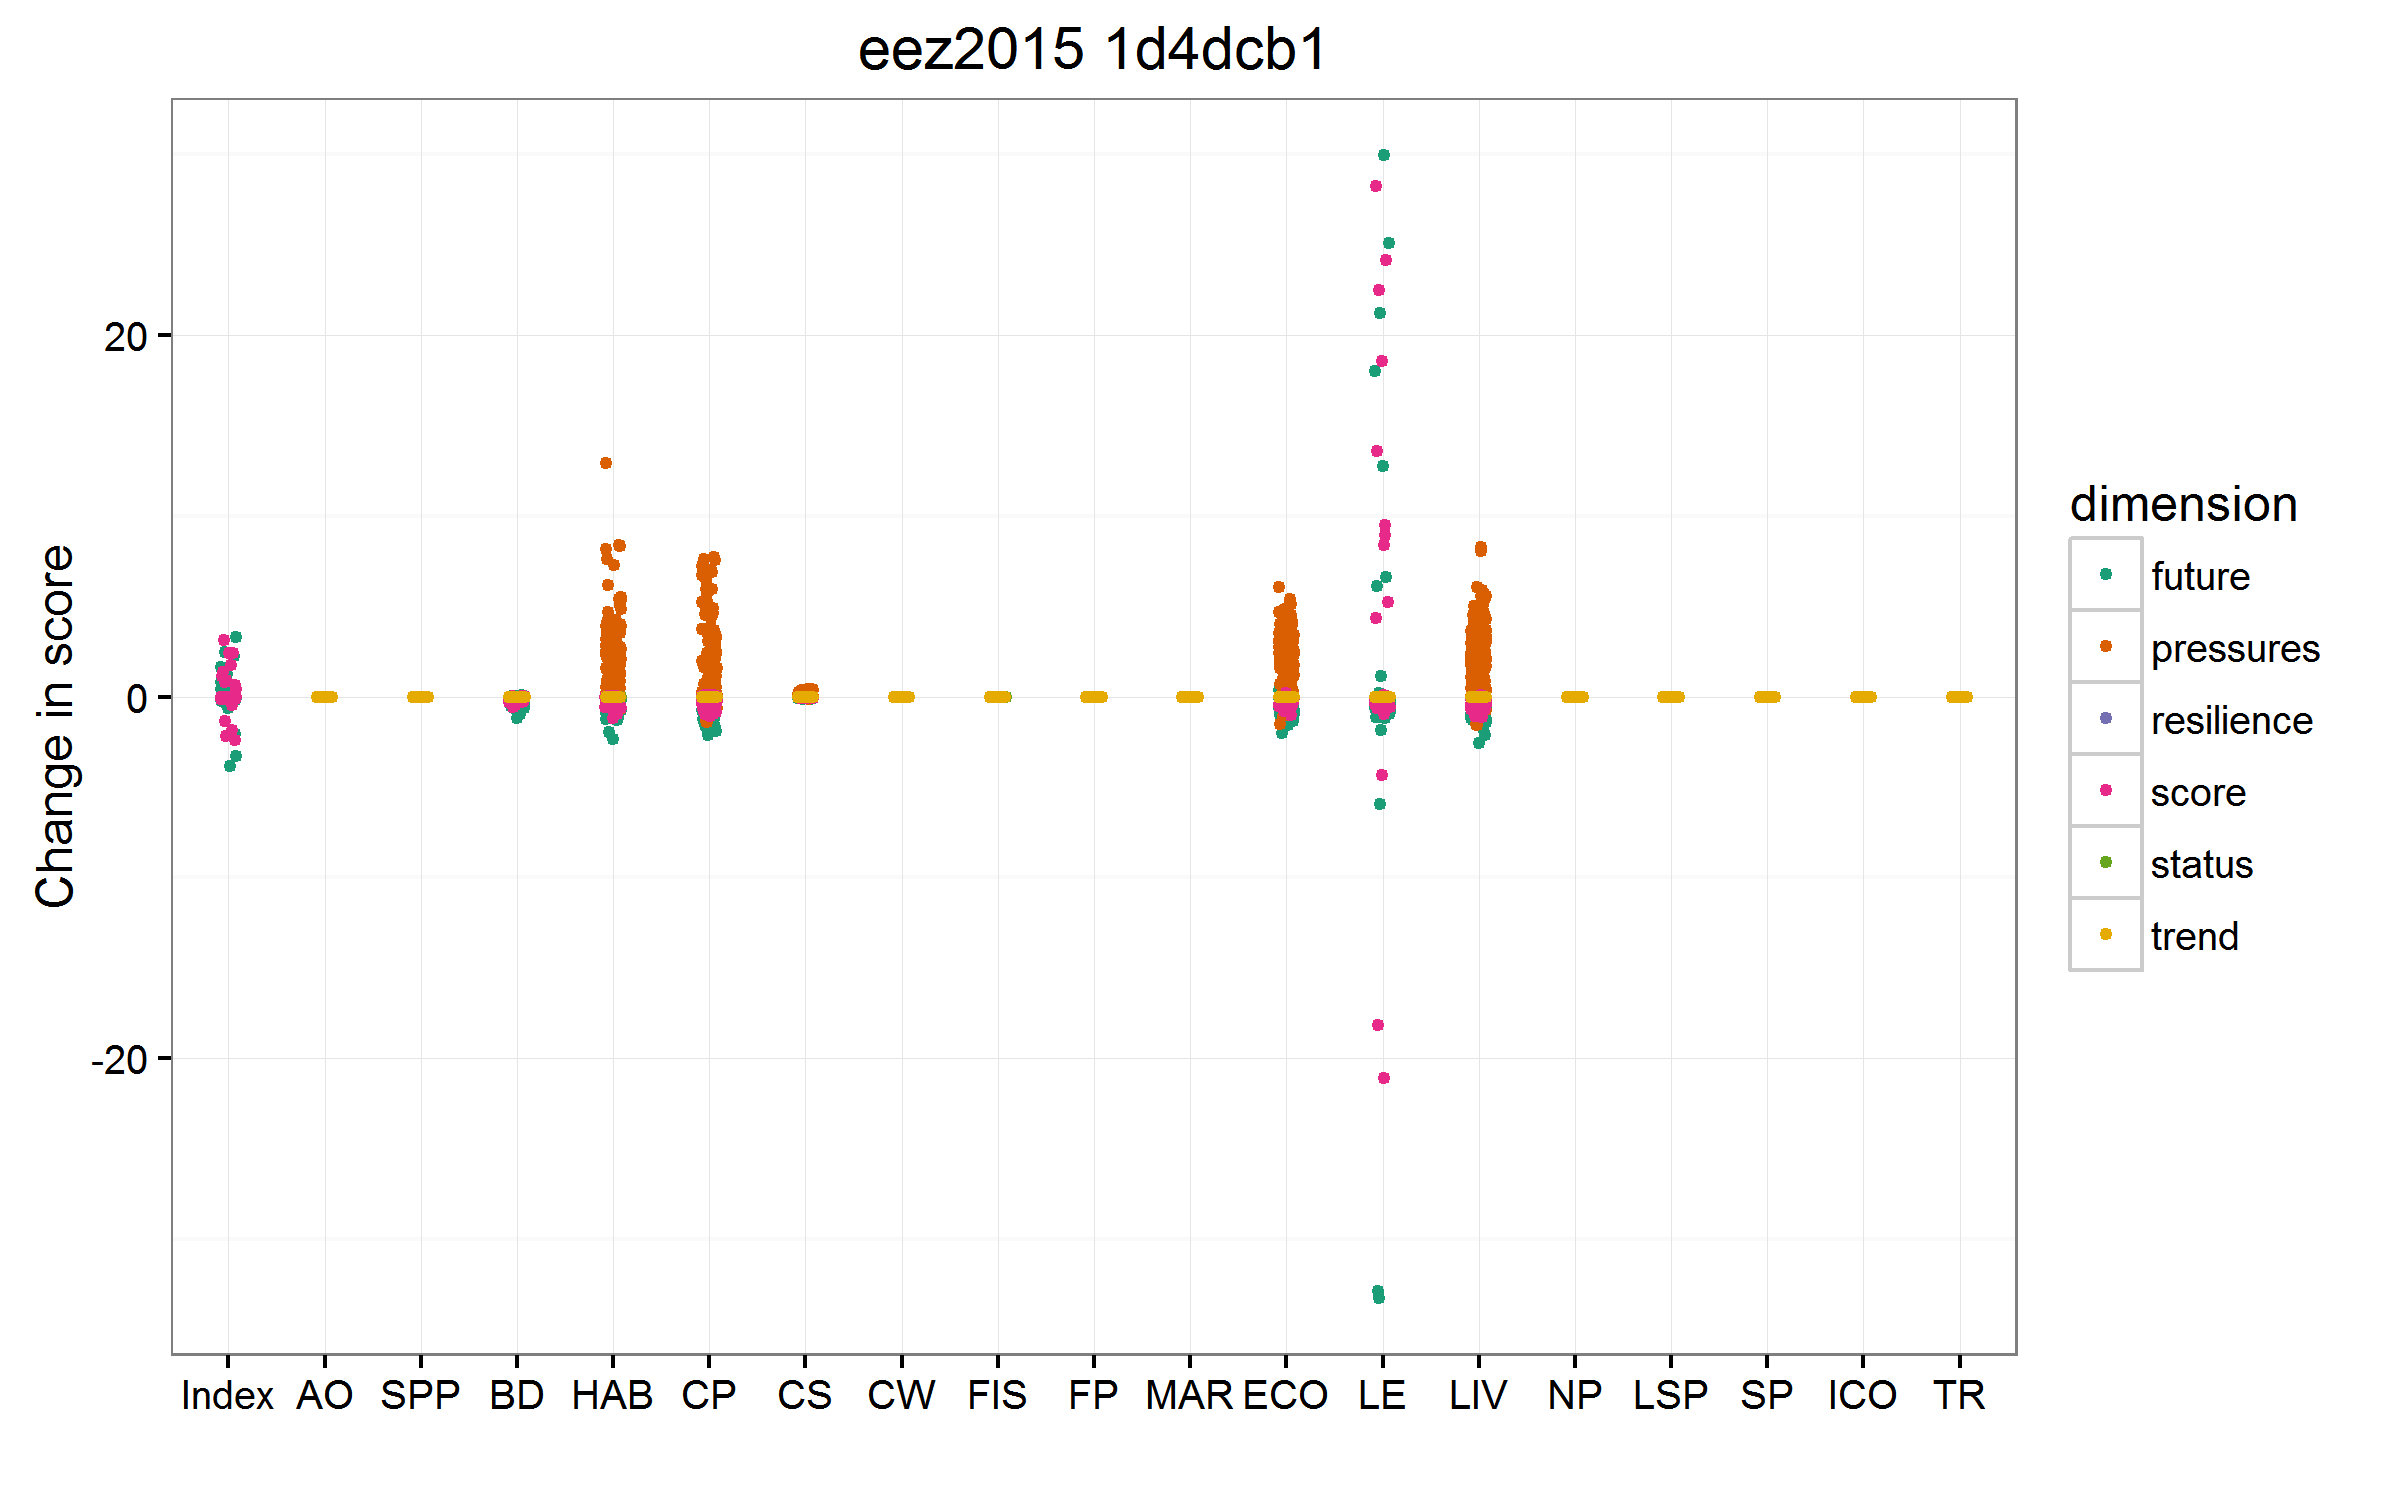 eez2015 1d4dcb1
Change in score
20
0
-20
Index AO SPP BD HAB CP CS CW FIS FP MAR ECO LE LIV NP LSP SP ICO TR
dimension
future
pressures
resilience
score
status
trend